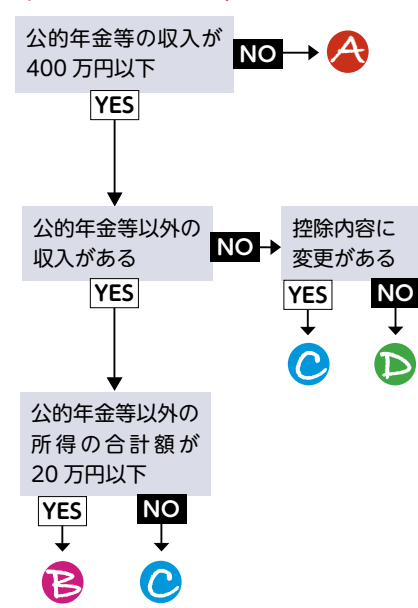 公的年金等の収入が
400 万円以下
NO
A
YES
公的年金等以外の
収入がある
NO
控除内容に
変更がある
YES
YES
NO
C
D
公的年金等以外の
所得の合計額が
20 万円以下
YES
NO
B
C